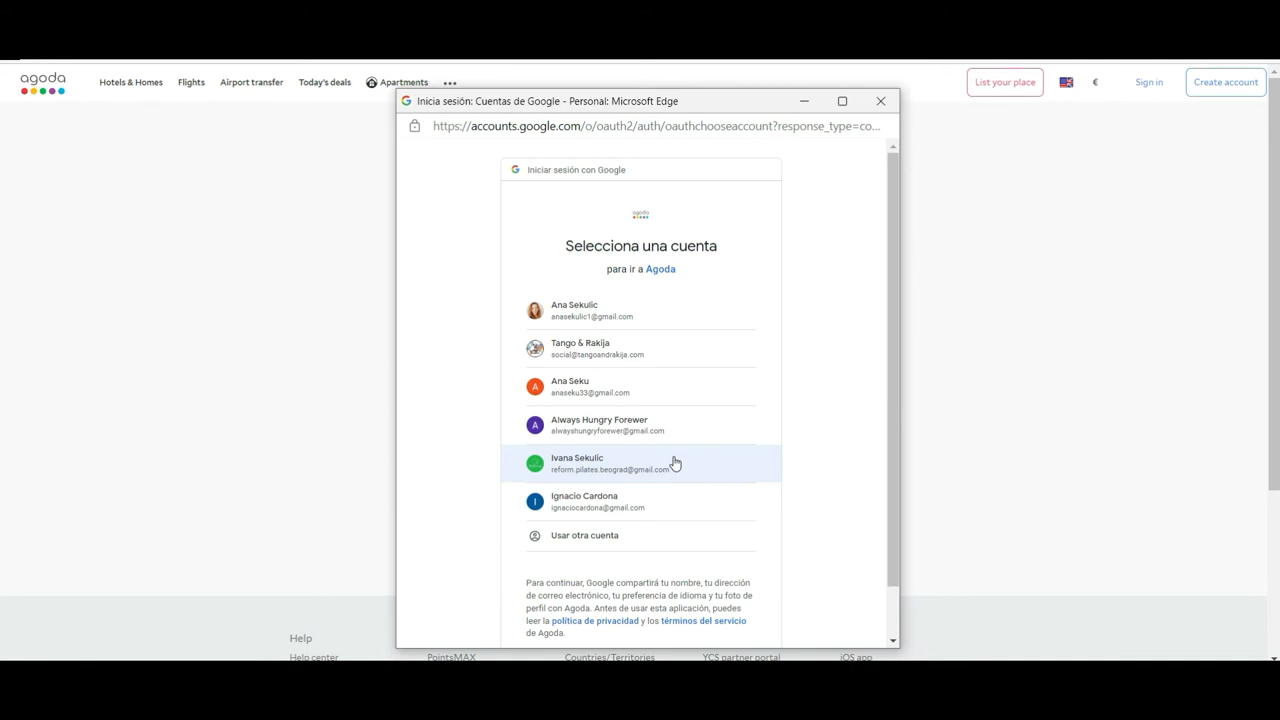 agoda
Hotels & Homes Flights Airport transfer Today's deals Apartments
List your place € Sign in Create account
Inicia sesión: Cuentas de Google - Personal: Microsoft Edge
https://accounts.google.com/o/oauth2/auth/oauthchooseaccount?response_type=co...
Iniciar sesión con Google
agoda
Selecciona una cuenta
para ir a Agoda
Ana Sekulic
anasekulic1@gmail.com
Tango & Rakija
social@tangoandrakija.com
A
Ana Seku
anaseku33@gmail.com
A
Always Hungry Forewer
alwayshungryforewer@gmail.com
Ivana Sekulic
reform.pilates.beograd@gmail.com
I
Ignacio Cardona
ignaciocardona@gmail.com
Usar otra cuenta
Para continuar, Google compartirá tu nombre, tu dirección
de correo electrónico, tu preferencia de idioma y tu foto de
perfil con Agoda. Antes de usar esta aplicación, puedes
leer la política de privacidad y los términos del servicio
de Agoda.
Help
Help center PointsMAX Countries/Territories YCS partner portal iOS app